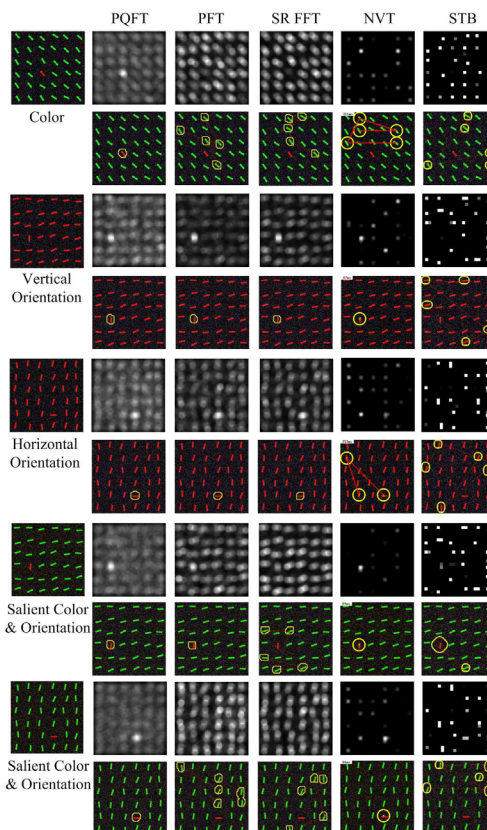 PQFT PFT SR FFT NVT STB
Color
Vertical
Orientation
Horizontal
Orientation
Salient Color
& Orientation
Salient Color
& Orientation